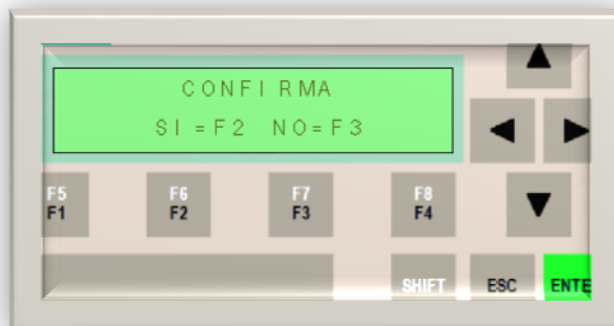 CONFIRMA
SI=F2 NO=F3
F5 F6 F7 F8
F1 F2 F3 F4
SHIFT ESC ENTE